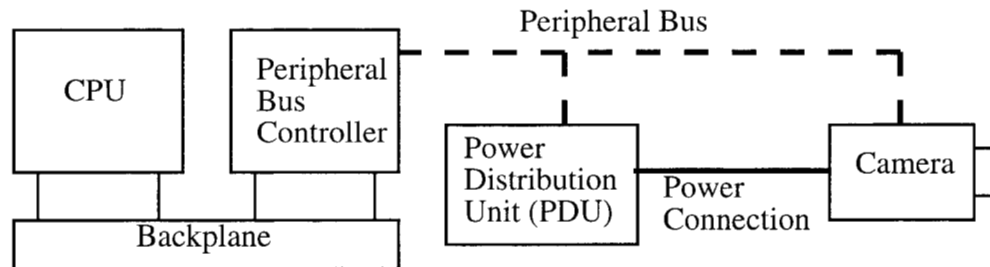 Peripheral Bus
CPU
Peripheral
Bus
Controller
Power
Distribution
Unit (PDU)
Power
Connection
Camera
Backplane